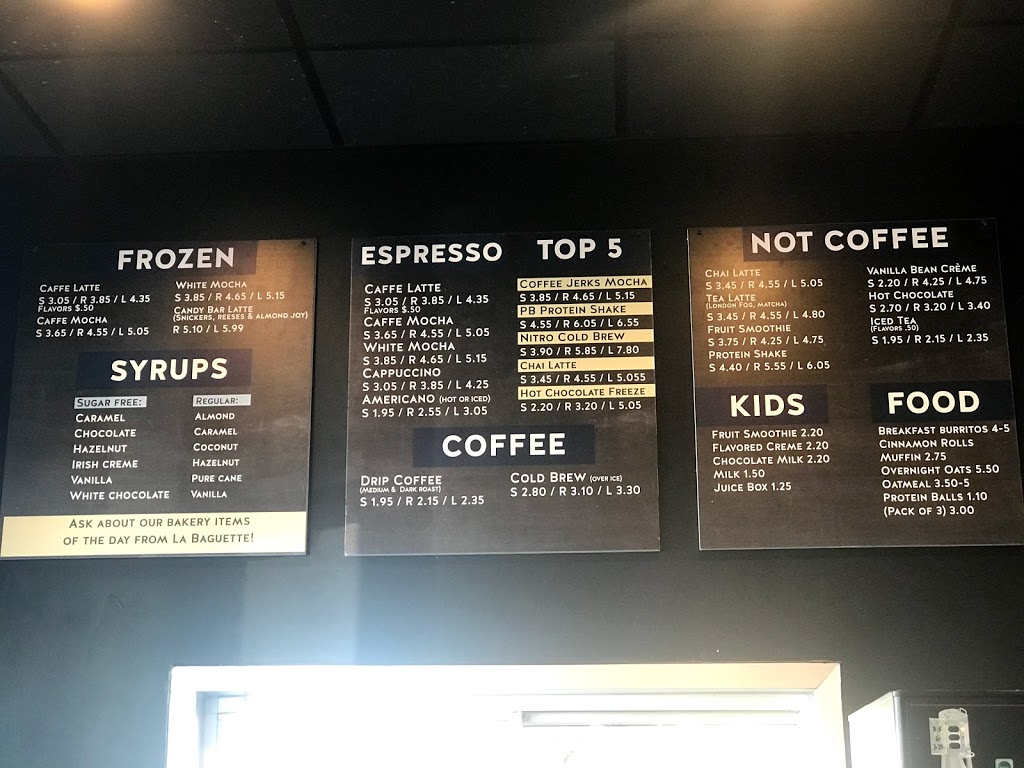 FROZEN
CAFFE LATTE
S 3.05 / R 3.85 / L 4.35
FLAVORS $.50
CAFFE MOCHA
S 3.65 / R 4.55 / L 5.05
WHITE MOCHA
S 3.85 / R 4.65 / L 5.15
CANDY BAR LATTE
(SNICKERS, REESES & ALMOND JOY)
R 5.10 / L 5.99
SYRUPS
SUGAR FREE:
CARAMEL
CHOCOLATE
HAZELNUT
IRISH CREME
VANILLA
WHITE CHOCOLATE
REGULAR:
ALMOND
CARAMEL
COCONUT
HAZELNUT
PURE CANE
VANILLA
ASK ABOUT OUR BAKERY ITEMS
OF THE DAY FROM LA BAGUETTE!
ESPRESSO
CAFFE LATTE
S 3.05 / R 3.85 / L 4.35
FLAVORS $.50
CAFFE MOCHA
S 3.65 / R 4.55 / L 5.05
WHITE MOCHA
S 3.85 / R 4.65 / L 5.15
CAPPUCCINO
S 3.05 / R 3.85 / L 4.25
AMERICANO (HOT OR ICED)
S 1.95 / R 2.55 / L 3.05
TOP 5
COFFEE JERKS MOCHA
S 3.85 / R 4.65 / L 5.15
PB PROTEIN SHAKE
S 4.55 / R 6.05 / L 6.55
NITRO COLD BREW
S 3.90 / R 5.85 / L 7.80
CHAI LATTE
S 3.45 / R 4.55 / L 5.055
HOT CHOCOLATE FREEZE
S 2.20 / R 3.20 / L 5.05
COFFEE
DRIP COFFEE
(MEDIUM & DARK ROAST)
S 1.95 / R 2.15 / L 2.35
COLD BREW (OVER ICE)
S 2.80 / R 3.10 / L 3.30
NOT COFFEE
CHAI LATTE
S 3.45 / R 4.55 / L 5.05
TEA LATTE
(LONDON FOG, MATCHA)
S 3.45 / R 4.55 / L 4.80
FRUIT SMOOTHIE
S 3.75 / R 4.25 / L 4.75
PROTEIN SHAKE
S 4.40 / R 5.55 / L 6.05
VANILLA BEAN CRÈME
S 2.20 / R 4.25 / L 4.75
HOT CHOCOLATE
S 2.70 / R 3.20 / L 3.40
ICED TEA
(FLAVORS .50)
S 1.95 / R 2.15 / L 2.35
KIDS
FRUIT SMOOTHIE 2.20
FLAVORED CREME 2.20
CHOCOLATE MILK 2.20
MILK 1.50
JUICE BOX 1.25
FOOD
BREAKFAST BURRITOS 4-5
CINNAMON ROLLS
MUFFIN 2.75
OVERNIGHT OATS 5.50
OATMEAL 3.50-5
PROTEIN BALLS 1.10
(PACK OF 3) 3.00